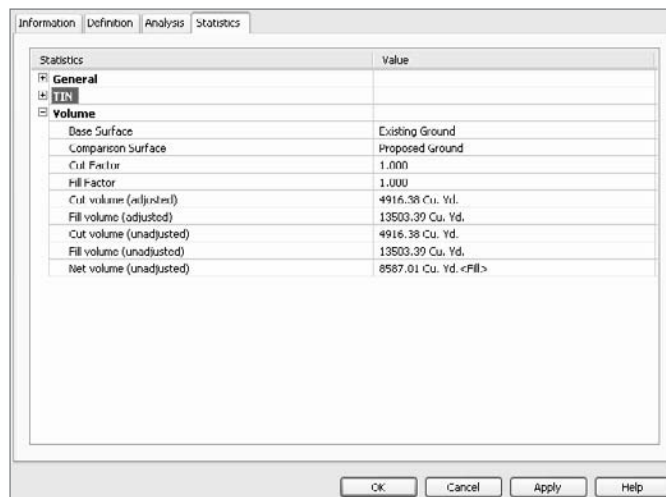 Information Definition Analysis Statistics
Statistics Value
General
TIN
Volume
Base Surface Existing Ground
Comparison Surface Proposed Ground
Cut Factor 1.000
Fill Factor 1.000
Cut volume (adjusted) 4916.38 Cu. Yd.
Fill volume (adjusted) 13503.39 Cu. Yd.
Cut volume (unadjusted) 4916.38 Cu. Yd.
Fill volume (unadjusted) 13503.39 Cu. Yd.
Net volume (unadjusted) 8587.01 Cu. Yd.<Fill>
OK Cancel Apply Help